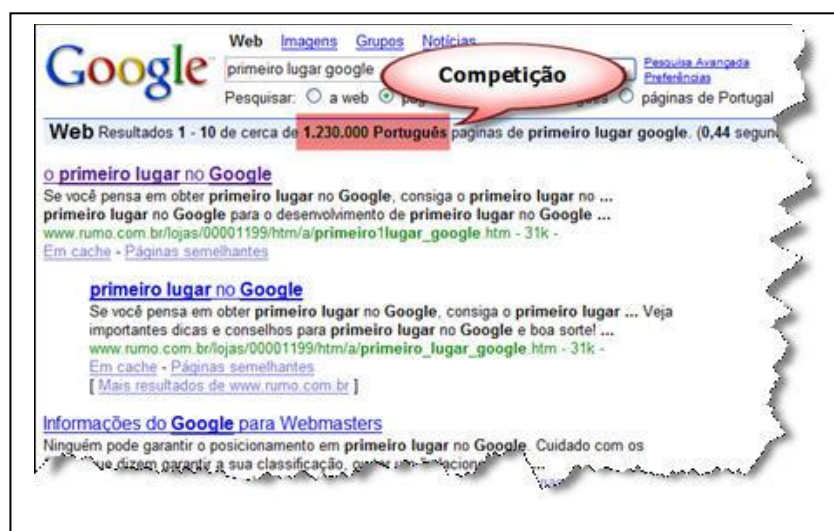 Google
Web Imagens Grupos Notícias
primeiro lugar google
Competição
Pesquisa Avançada
Preferências
Pesquisar: a web páginas de Portugal
Web Resultados 1 - 10 de cerca de 1.230.000 Português páginas de primeiro lugar google. (0,44
o primeiro lugar no Google
Se você pensa em obter primeiro lugar no Google, consiga o primeiro lugar no ...
primeiro lugar no Google para o desenvolvimento de primeiro lugar no Google ...
www.rumo.com.br/lojas/00001199/htm/a/primeiro1lugar_google.htm - 31k -
Em cache - Páginas semelhantes
primeiro lugar no Google
Se você pensa em obter primeiro lugar no Google, consiga o primeiro lugar ... Veja
importantes dicas e conselhos para primeiro lugar no Google e boa sorte! ...
www.rumo.com.br/lojas/00001199/htm/a/primeiro_lugar_google.htm - 31k -
Em cache - Páginas semelhantes
[ Mais resultados de www.rumo.com.br ]
Informações do Google para Webmasters
Ninguém pode garantir o posicionamento em primeiro lugar no Google. Cuidado com os
que dizem garantir a sua classificação,